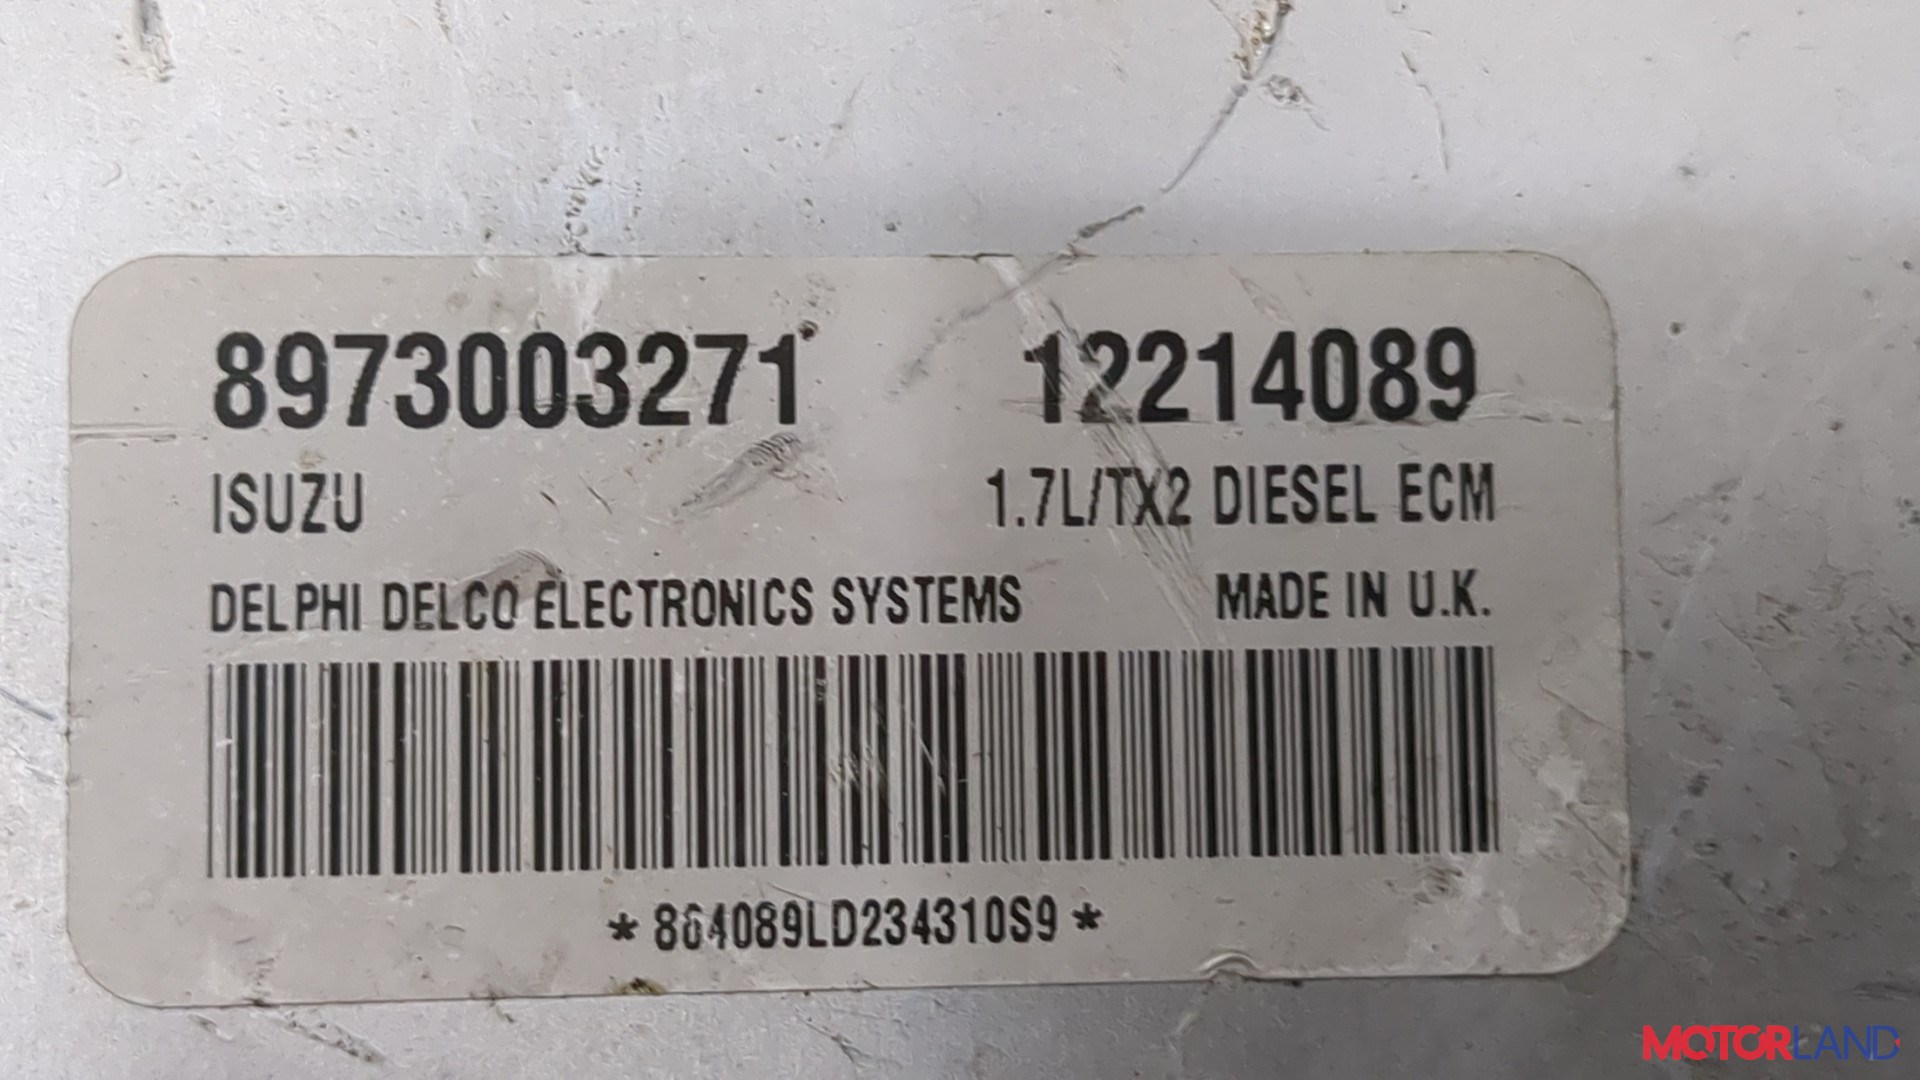 8973003271 12214089
ISUZU 1.7L/TX2 DIESEL ECM
DELPHI DELCO ELECTRONICS SYSTEMS MADE IN U.K.
*864089LD234310S9*
MOTORLAND